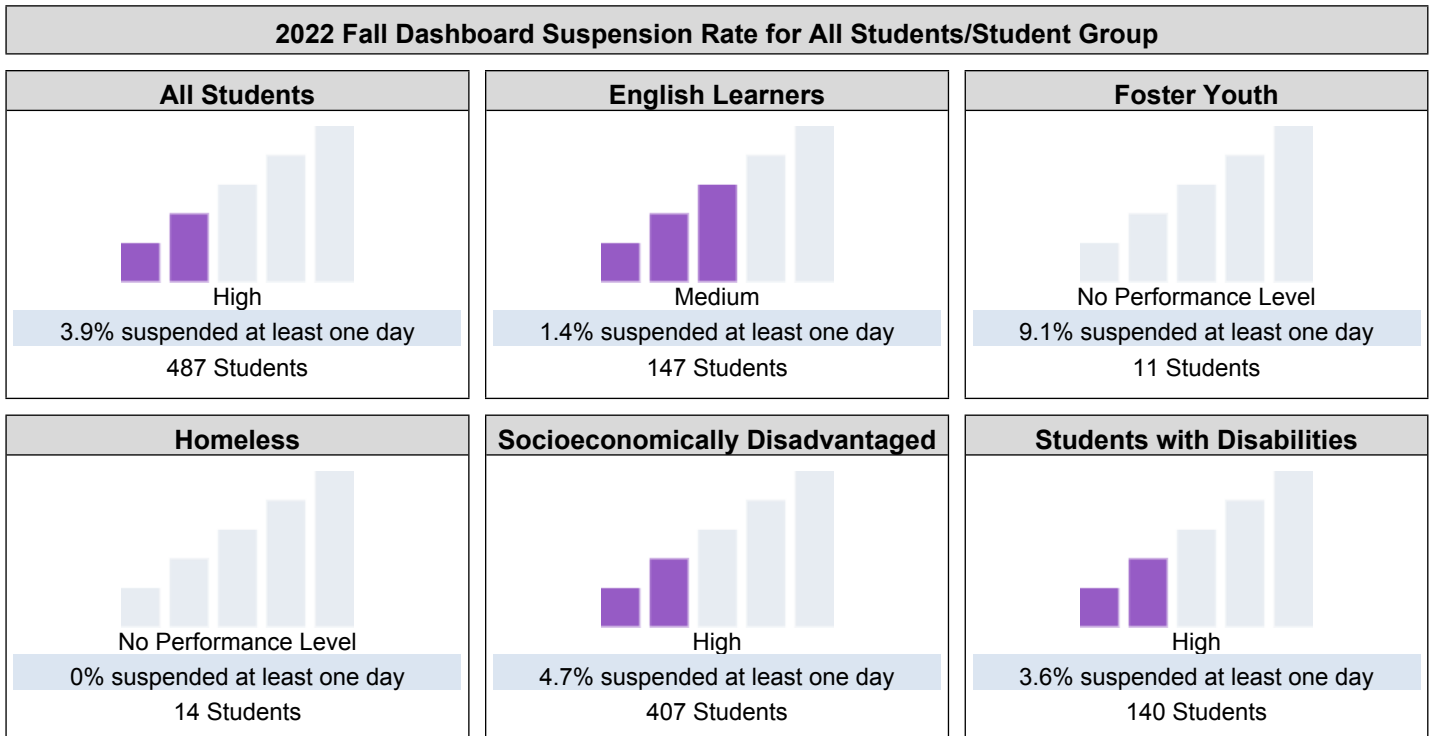 2022 Fall Dashboard Suspension Rate for All Students/Student Group
All Students
High
3.9% suspended at least one day
487 Students
English Learners
Medium
1.4% suspended at least one day
147 Students
Foster Youth
No Performance Level
9.1% suspended at least one day
11 Students
Homeless
No Performance Level
0% suspended at least one day
14 Students
Socioeconomically Disadvantaged
High
4.7% suspended at least one day
407 Students
Students with Disabilities
High
3.6% suspended at least one day
140 Students